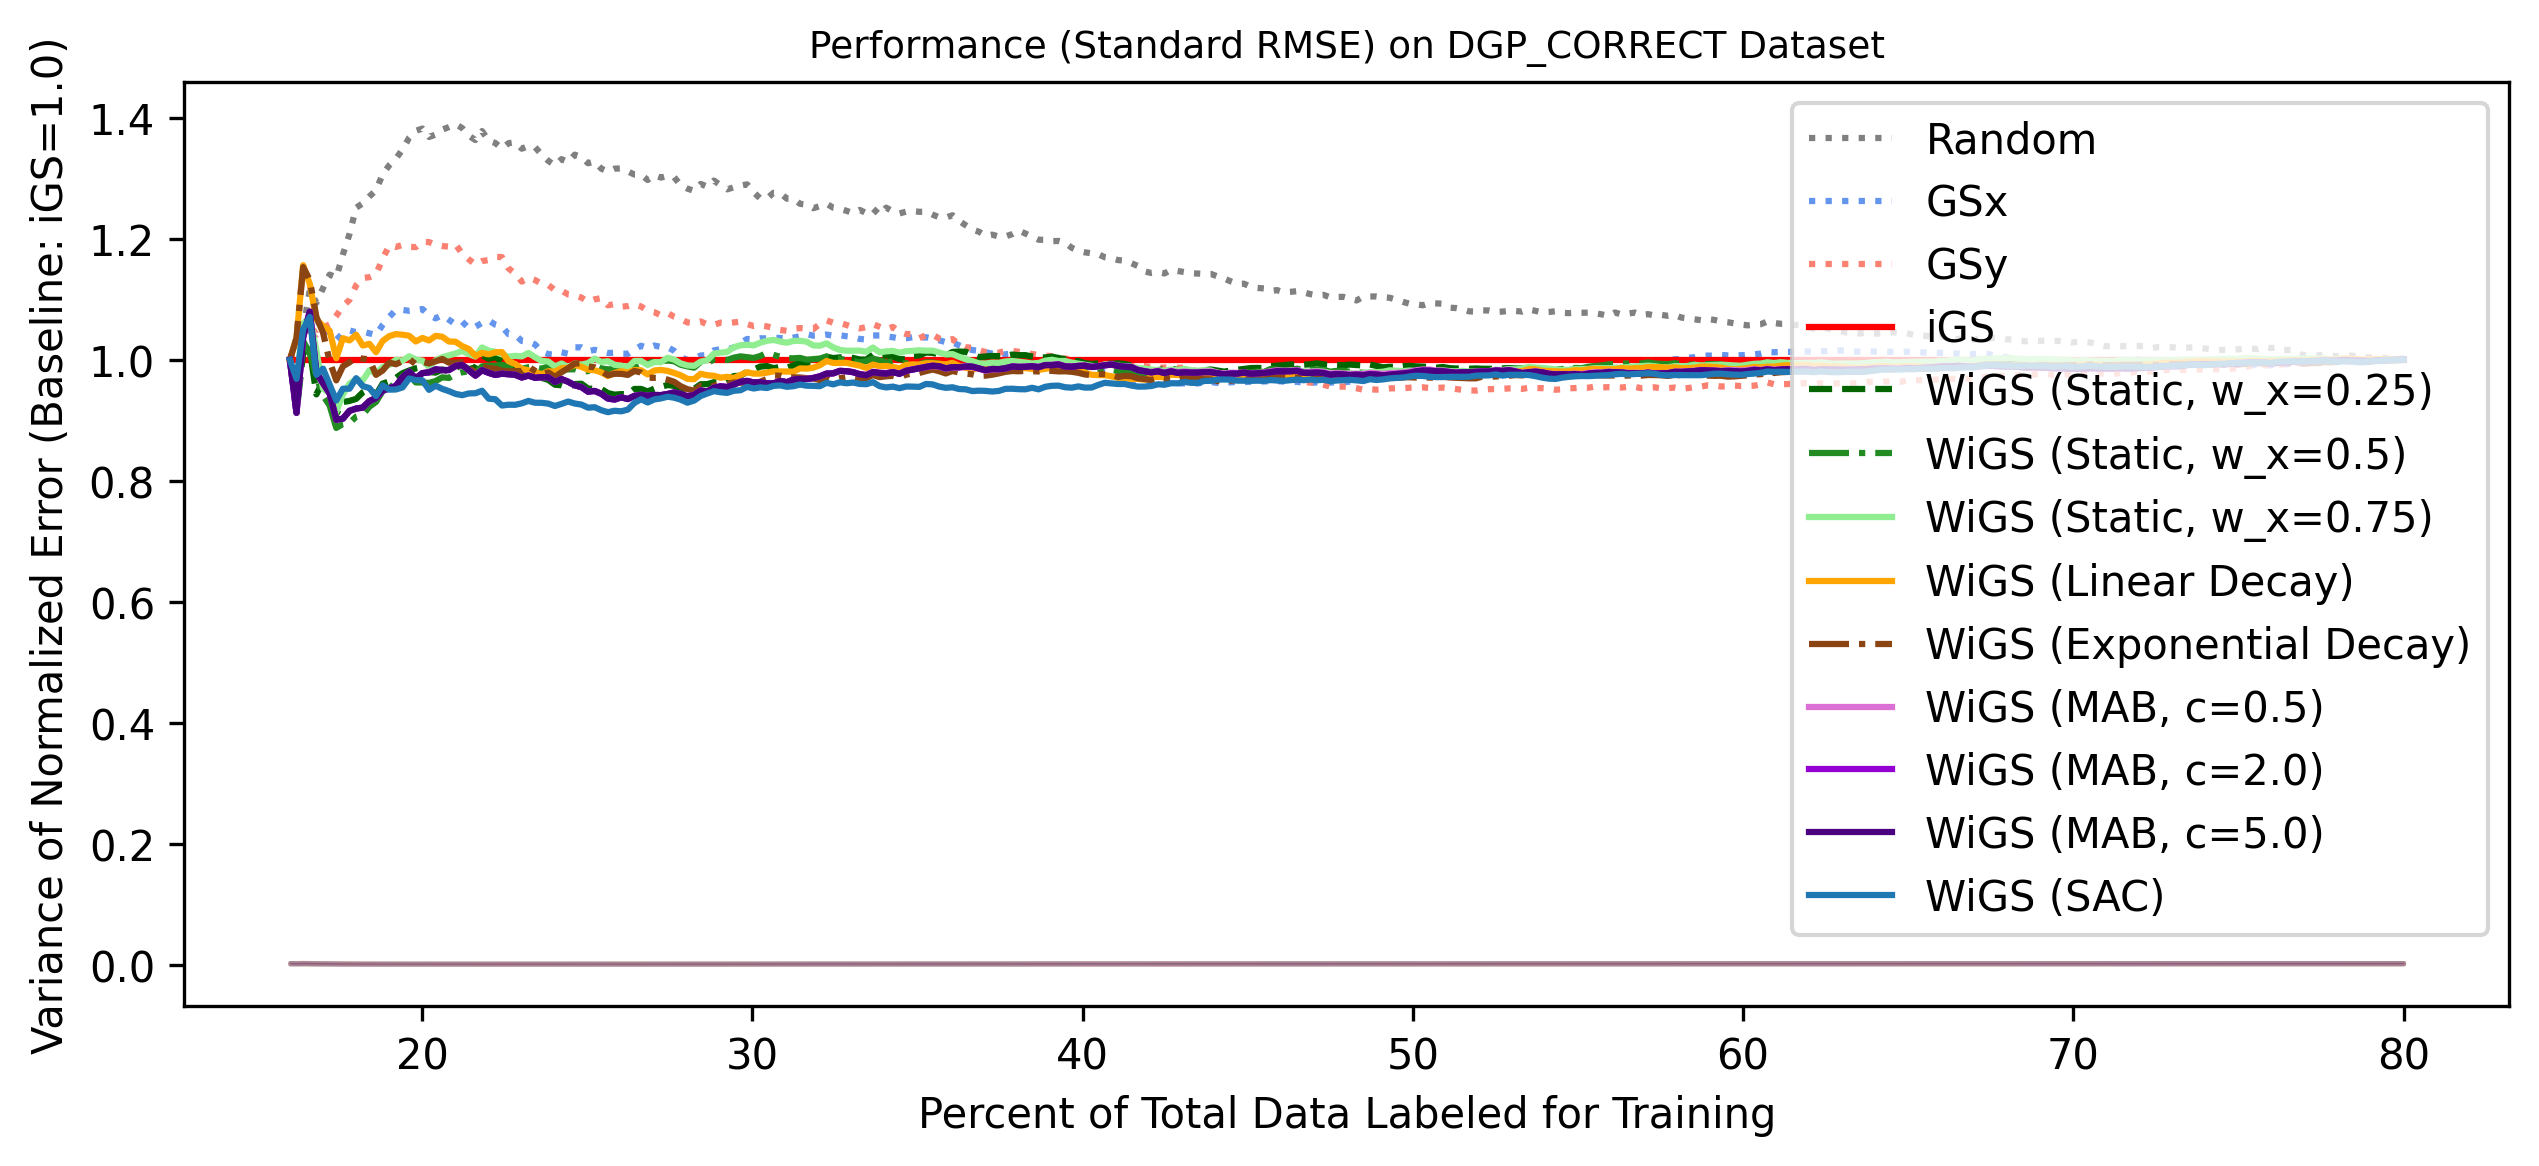 Performance (Standard RMSE) on DGP_CORRECT Dataset
Variance of Normalized Error (Baseline: iGS=1.0)
1.4
1.2
1.0
0.8
0.6
0.4
0.2
0.0
Random
GSx
GSy
iGS
WiGS (Static, w_x=0.25)
WiGS (Static, w_x=0.5)
WiGS (Static, w_x=0.75)
WiGS (Linear Decay)
WiGS (Exponential Decay)
WiGS (MAB, c=0.5)
WiGS (MAB, c=2.0)
WiGS (MAB, c=5.0)
WiGS (SAC)
20 30 40 50 60 70 80
Percent of Total Data Labeled for Training